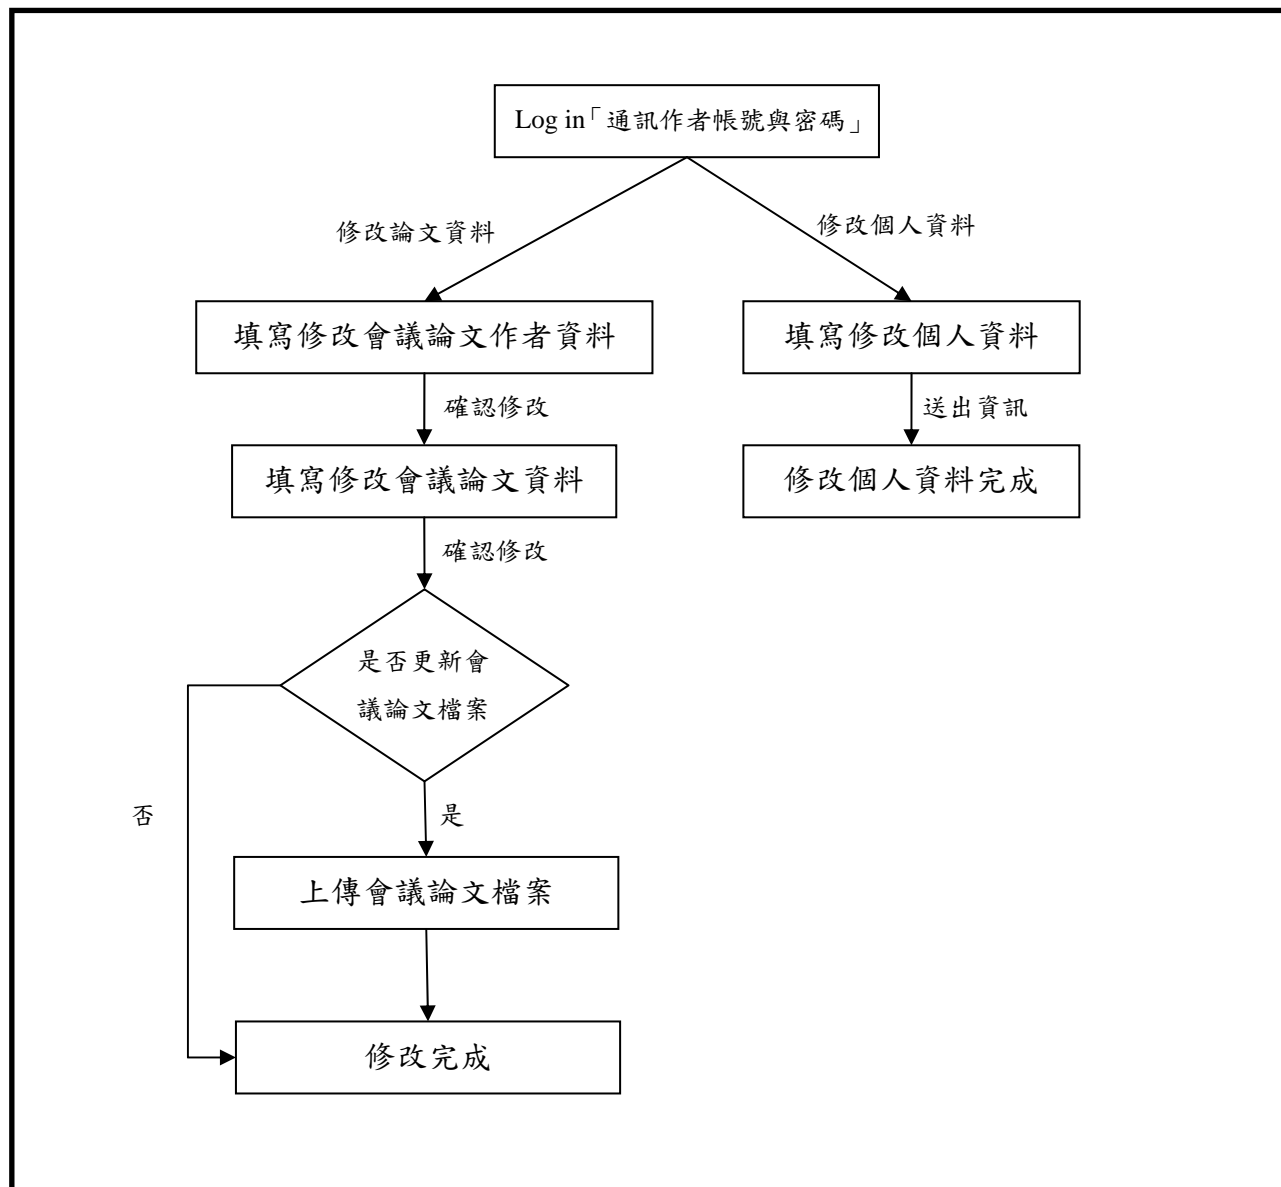 Log in「通訊作者帳號與密碼」
修改論文資料
修改個人資料
填寫修改會議論文作者資料
填寫修改個人資料
確認修改
送出資訊
填寫修改會議論文資料
修改個人資料完成
確認修改
是否更新會
議論文檔案
否
是
上傳會議論文檔案
修改完成